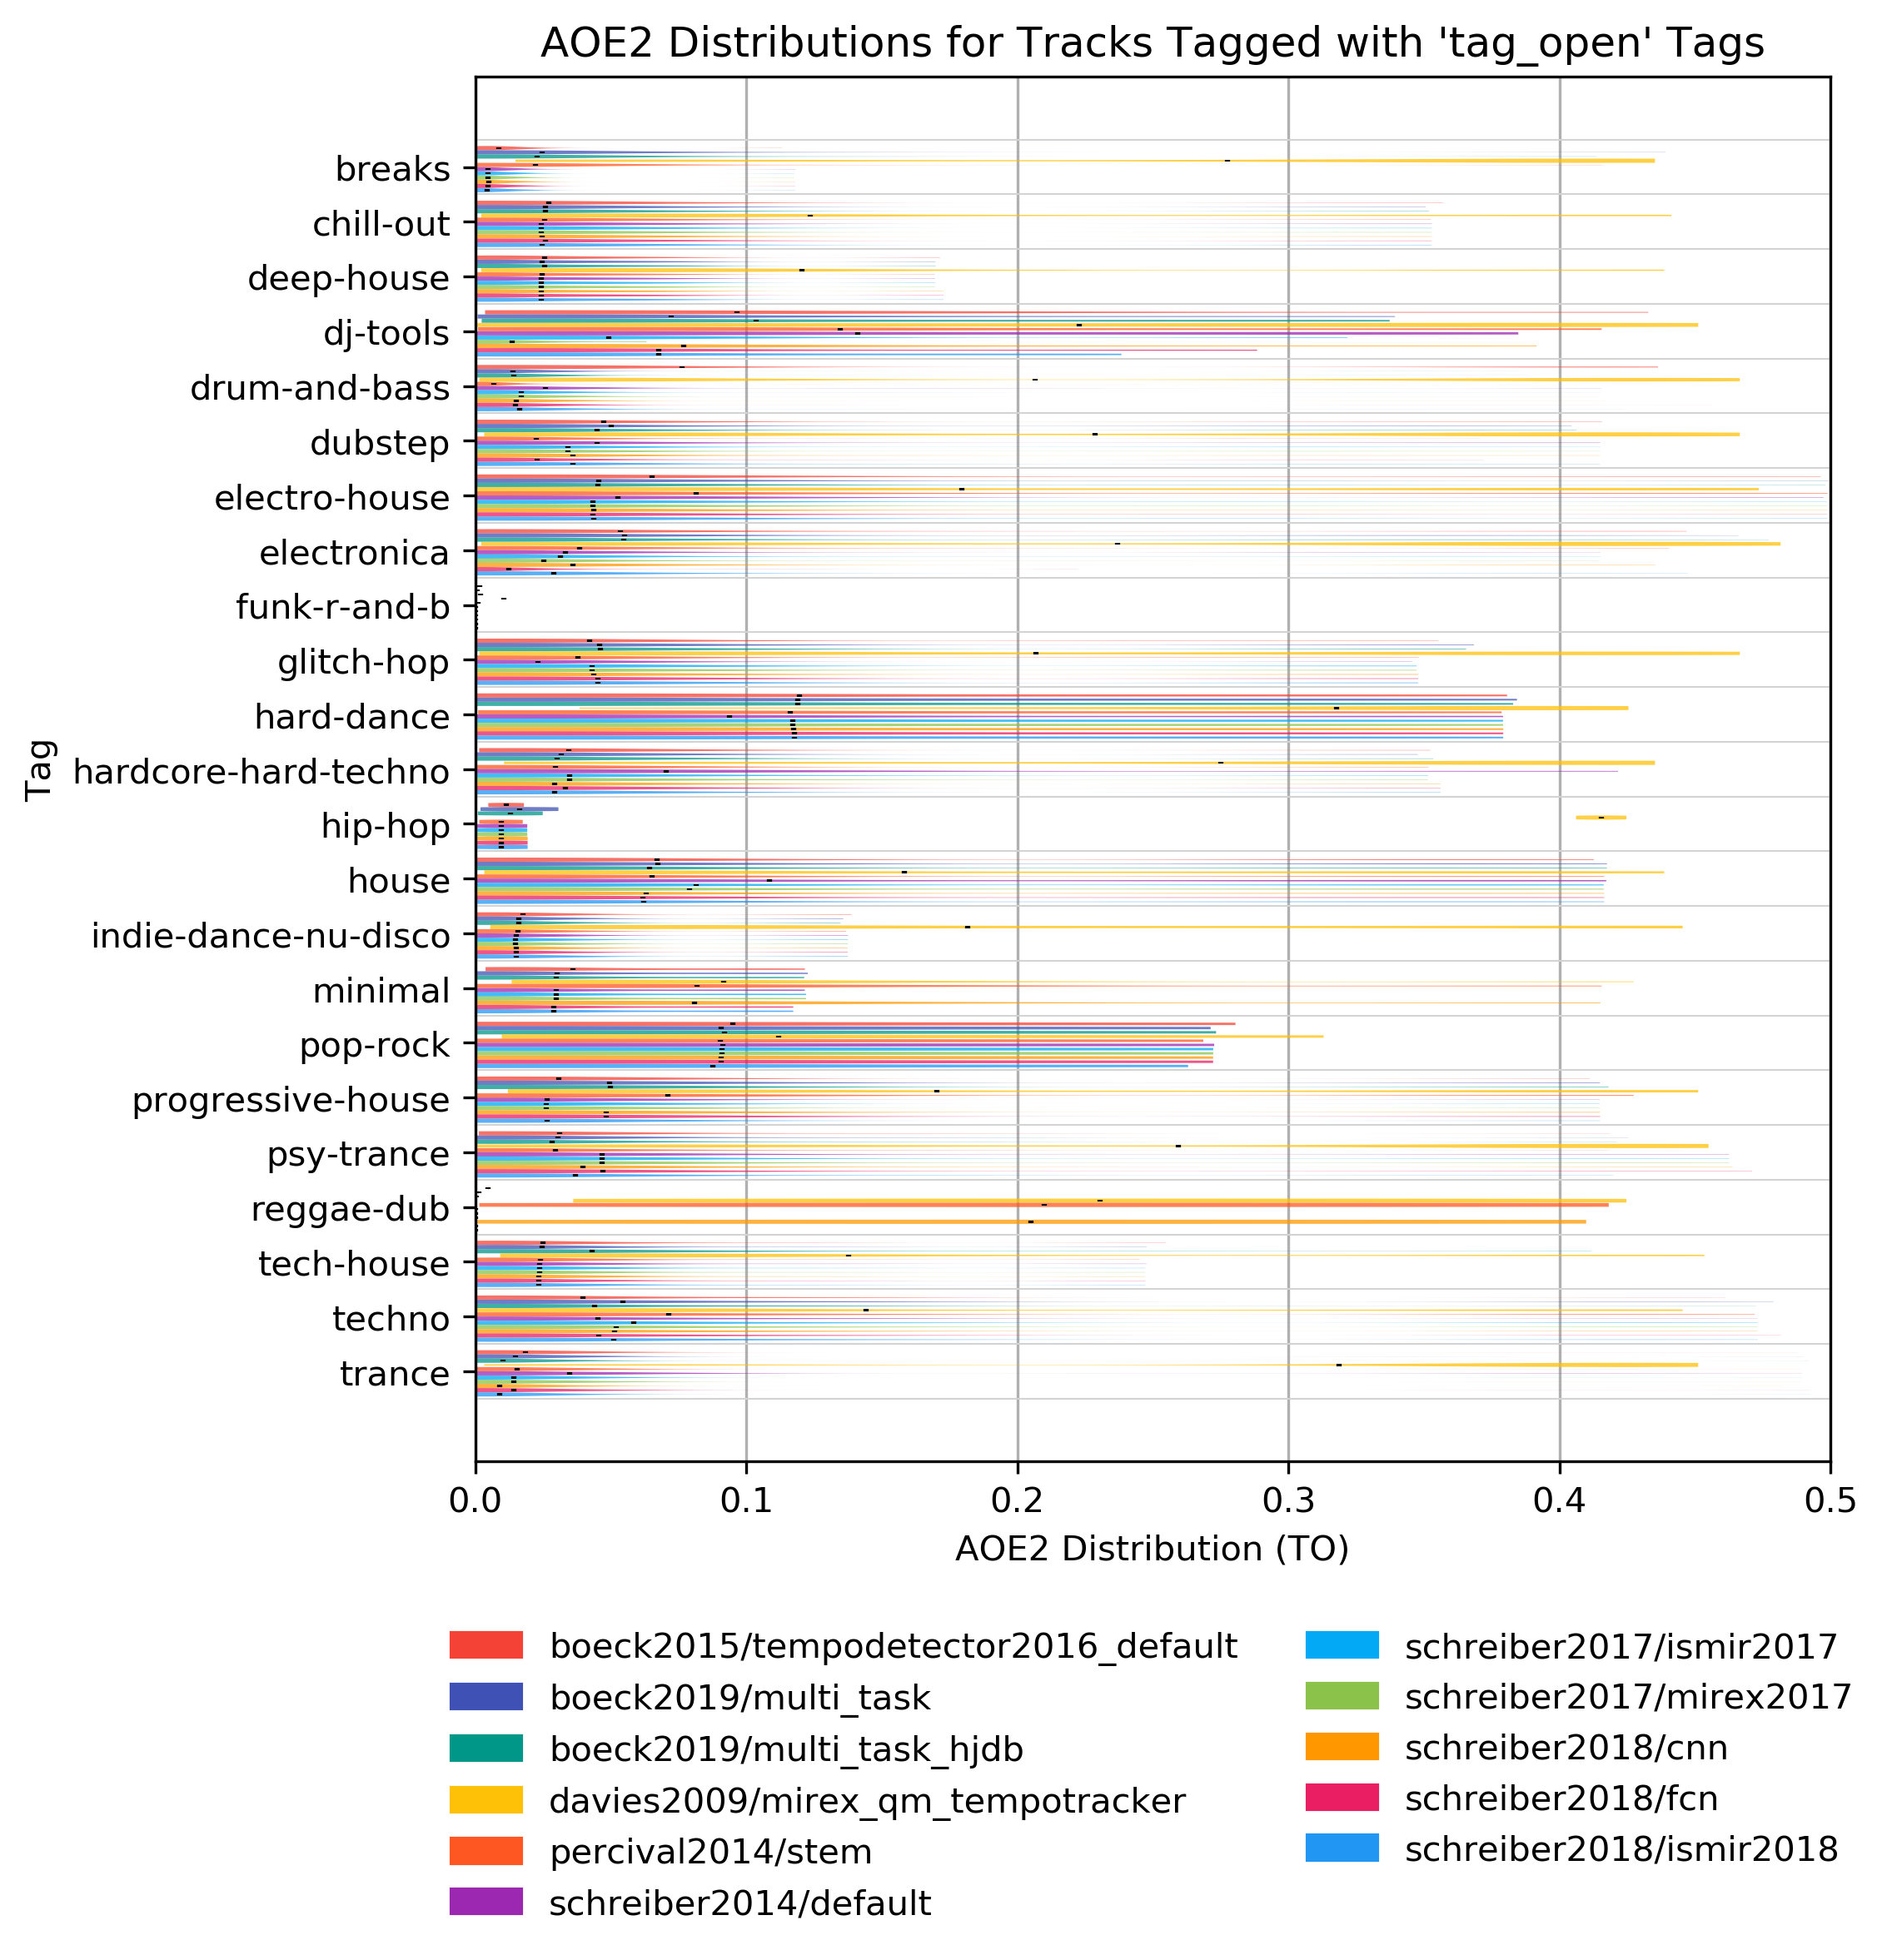 AOE2 Distributions for Tracks Tagged with 'tag_open' Tags
Tag
breaks
chill-out
deep-house
dj-tools
drum-and-bass
dubstep
electro-house
electronica
funk-r-and-b
glitch-hop
hard-dance
hardcore-hard-techno
hip-hop
house
indie-dance-nu-disco
minimal
pop-rock
progressive-house
psy-trance
reggae-dub
tech-house
techno
trance
0.0 0.1 0.2 0.3 0.4 0.5
AOE2 Distribution (TO)
boeck2015/tempodetector2016_default
boeck2019/multi_task
boeck2019/multi_task_hjdb
davies2009/mirex_qm_tempotracker
percival2014/stem
schreiber2014/default
schreiber2017/ismir2017
schreiber2017/mirex2017
schreiber2018/cnn
schreiber2018/fcn
schreiber2018/ismir2018